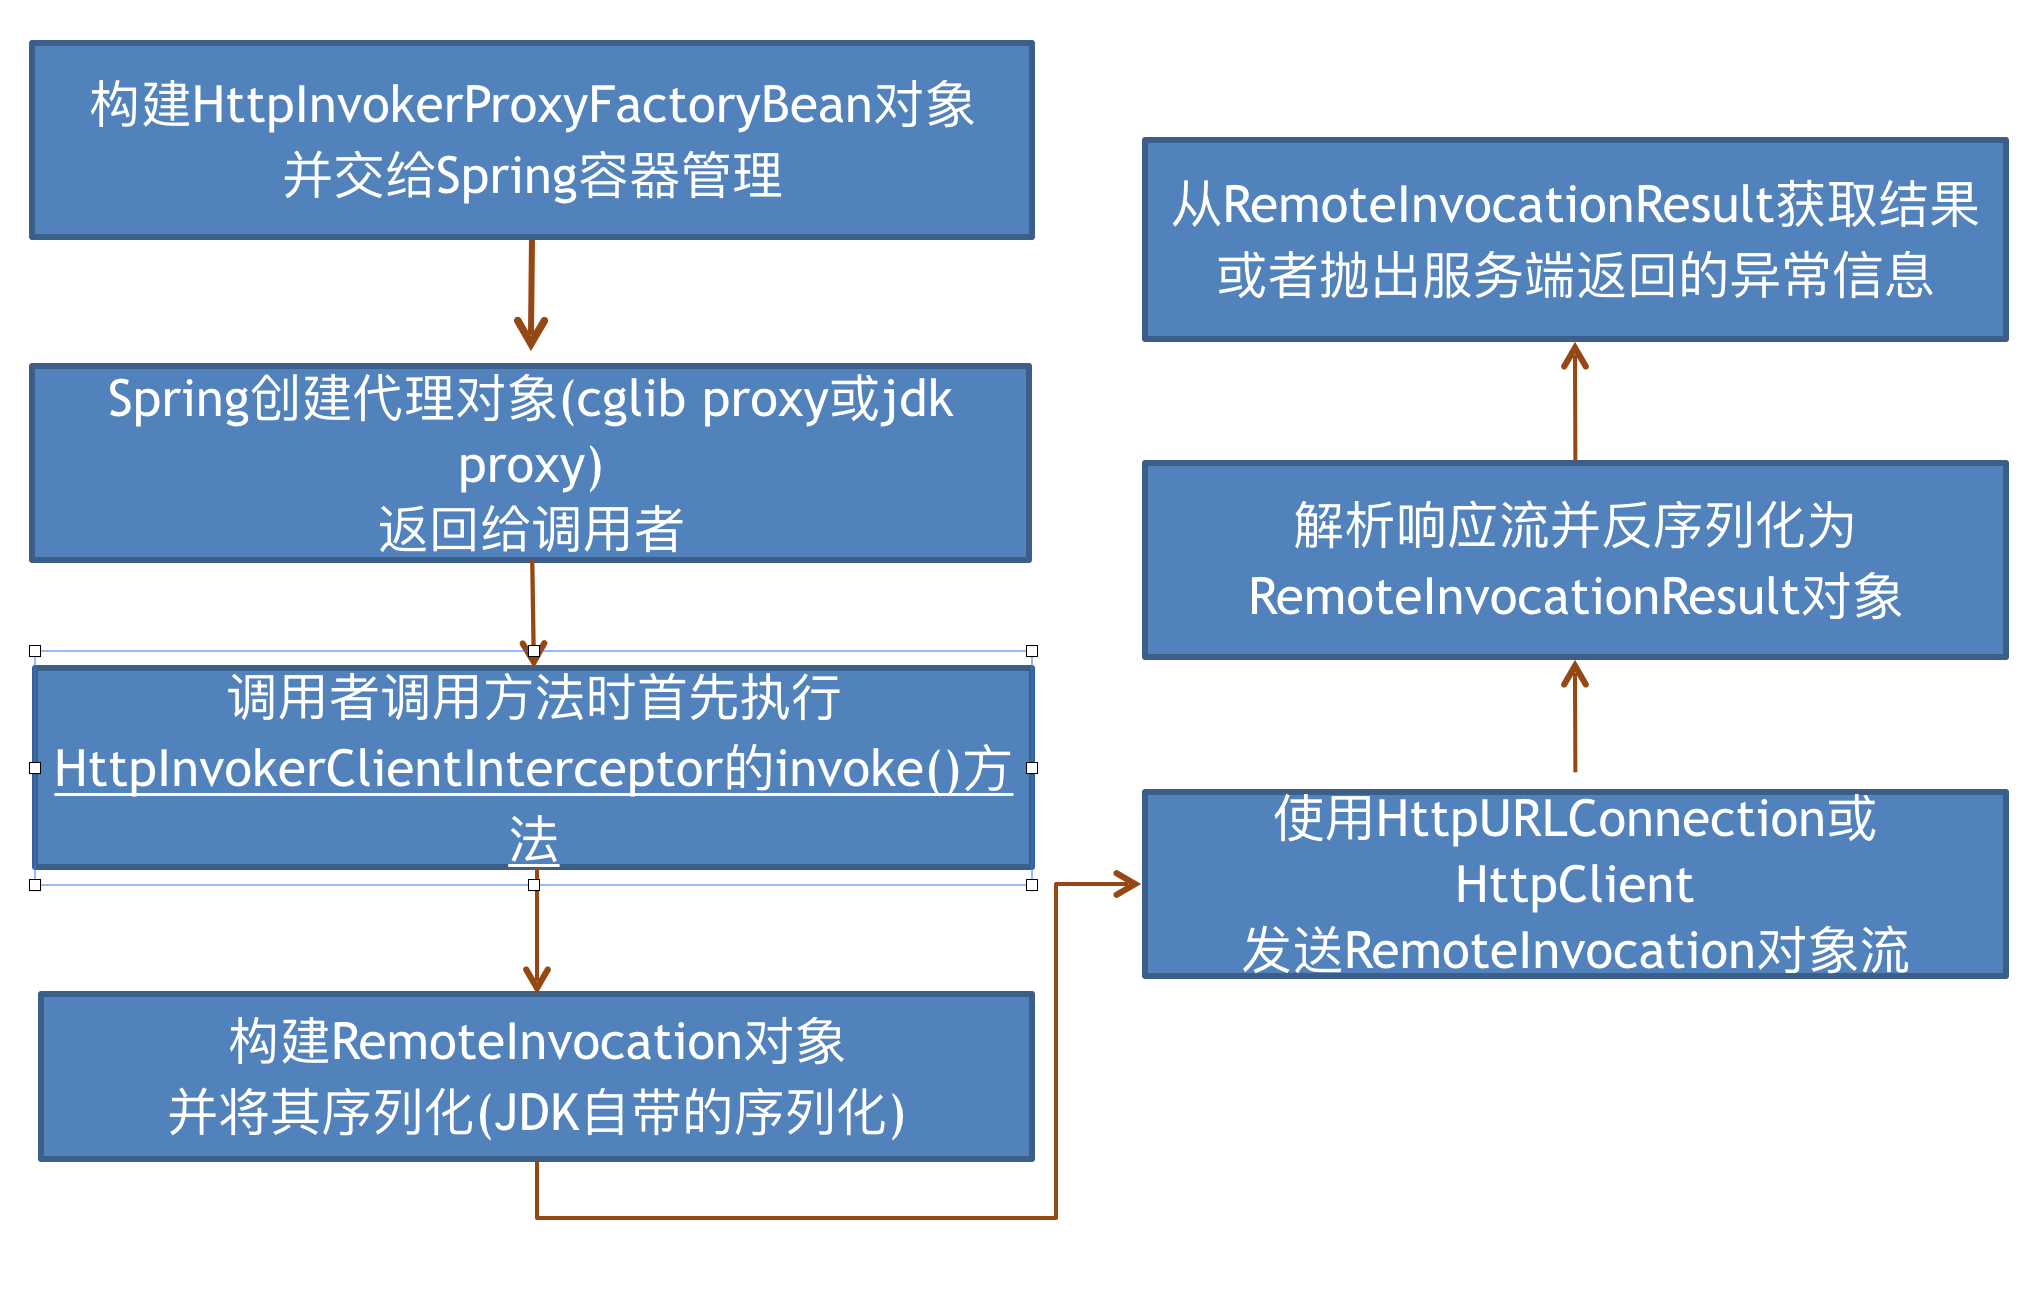 构建HttpInvokerProxyFactoryBean对象
并交给Spring容器管理
Spring创建代理对象(cglib proxy或jdk
proxy)
返回给调用者
调用者调用方法时首先执行
HttpInvokerClientInterceptor的invoke()方
法
构建RemoteInvocation对象
并将其序列化(JDK自带的序列化)
使用HttpURLConnection或
HttpClient
发送RemoteInvocation对象流
解析响应流并反序列化为
RemoteInvocationResult对象
从RemoteInvocationResult获取结果
或者抛出服务端返回的异常信息